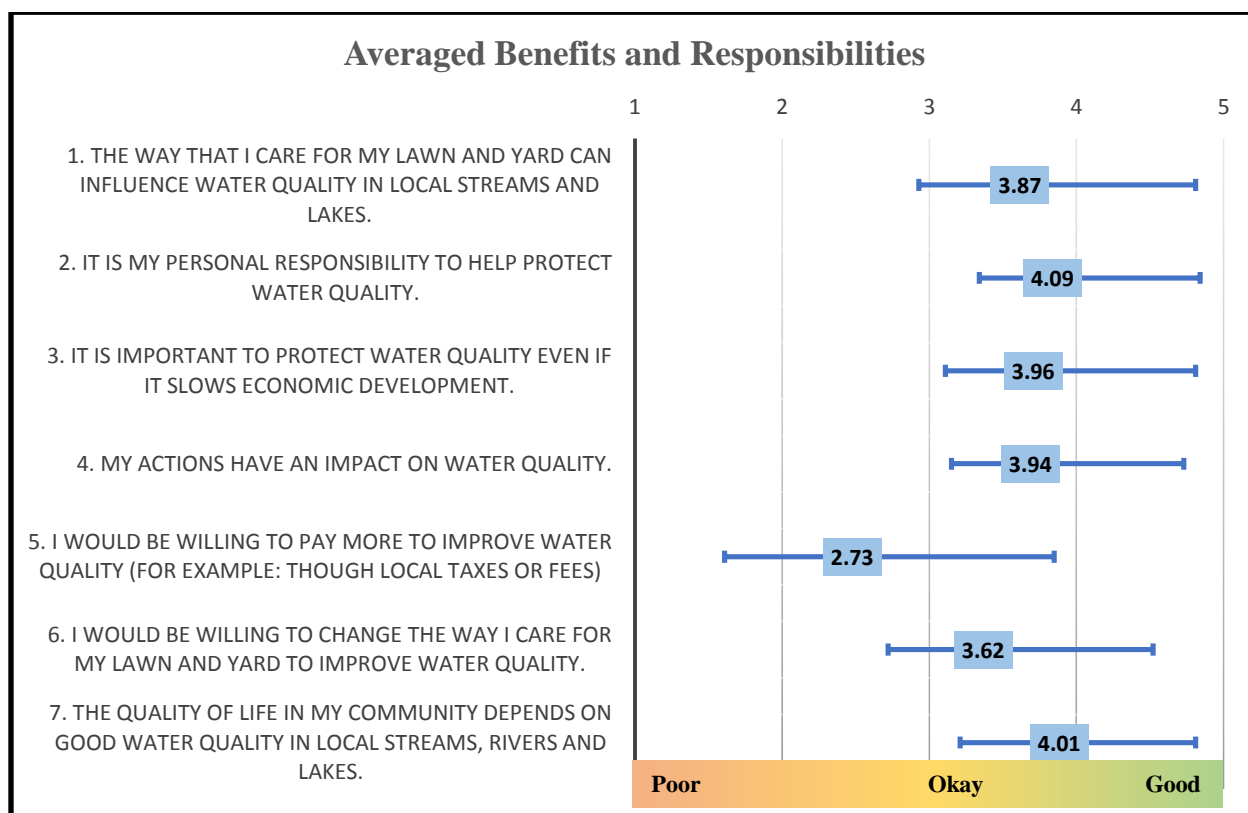 Averaged Benefits and Responsibilities
1 2 3 4 5
1. THE WAY THAT I CARE FOR MY LAWN AND YARD CAN
INFLUENCE WATER QUALITY IN LOCAL STREAMS AND
LAKES.
3.87
2. IT IS MY PERSONAL RESPONSIBILITY TO HELP PROTECT
WATER QUALITY.
4.09
3. IT IS IMPORTANT TO PROTECT WATER QUALITY EVEN IF
IT SLOWS ECONOMIC DEVELOPMENT.
3.96
4. MY ACTIONS HAVE AN IMPACT ON WATER QUALITY.
3.94
5. I WOULD BE WILLING TO PAY MORE TO IMPROVE WATER
QUALITY (FOR EXAMPLE: THOUGH LOCAL TAXES OR FEES)
2.73
6. I WOULD BE WILLING TO CHANGE THE WAY I CARE FOR
MY LAWN AND YARD TO IMPROVE WATER QUALITY.
3.62
7. THE QUALITY OF LIFE IN MY COMMUNITY DEPENDS ON
GOOD WATER QUALITY IN LOCAL STREAMS, RIVERS AND
LAKES.
4.01
Poor Okay Good